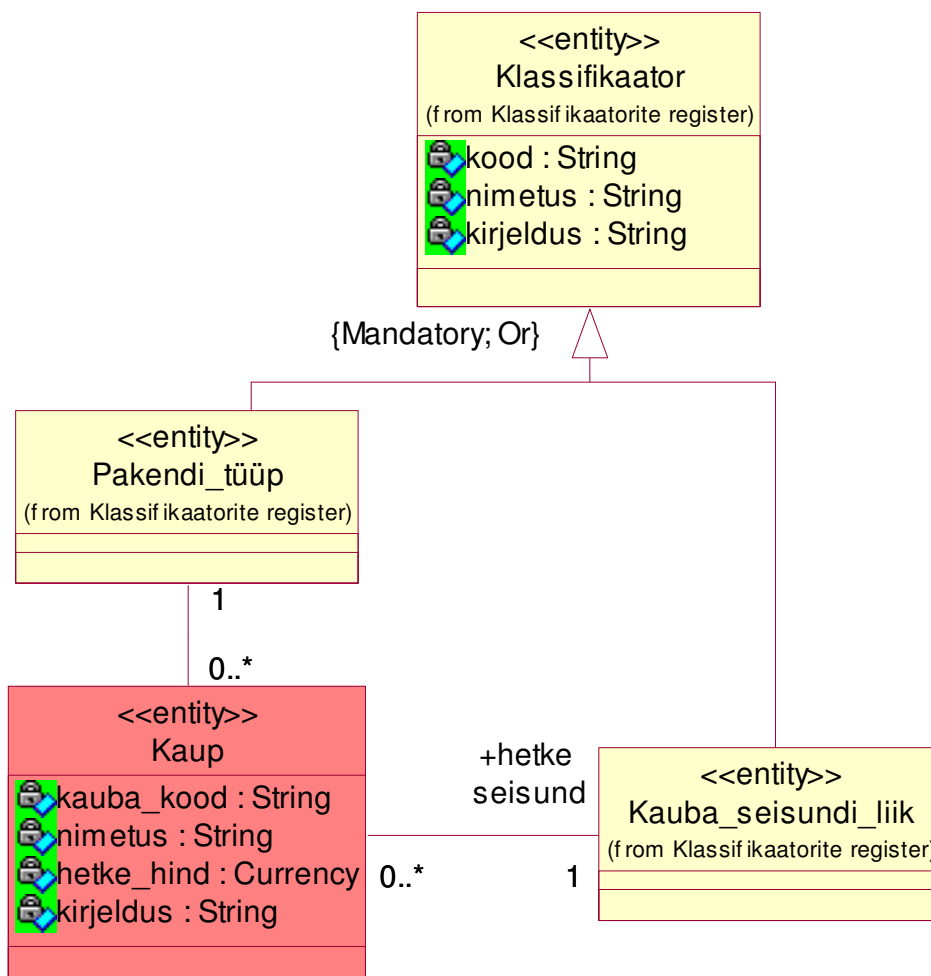 <<entity>>
Klassifikaator
(from Klassifikaatorite register)
kood : String
nimetus : String
kirjeldus : String
{Mandatory; Or}
<<entity>>
Pakendi_tüüp
(from Klassifikaatorite register)
1
0..*
<<entity>>
Kaup
kauba_kood : String
nimetus : String
hetke_hind : Currency
kirjeldus : String
+hetke
seisund
0..*
1
<<entity>>
Kauba_seisundi_liik
(from Klassifikaatorite register)